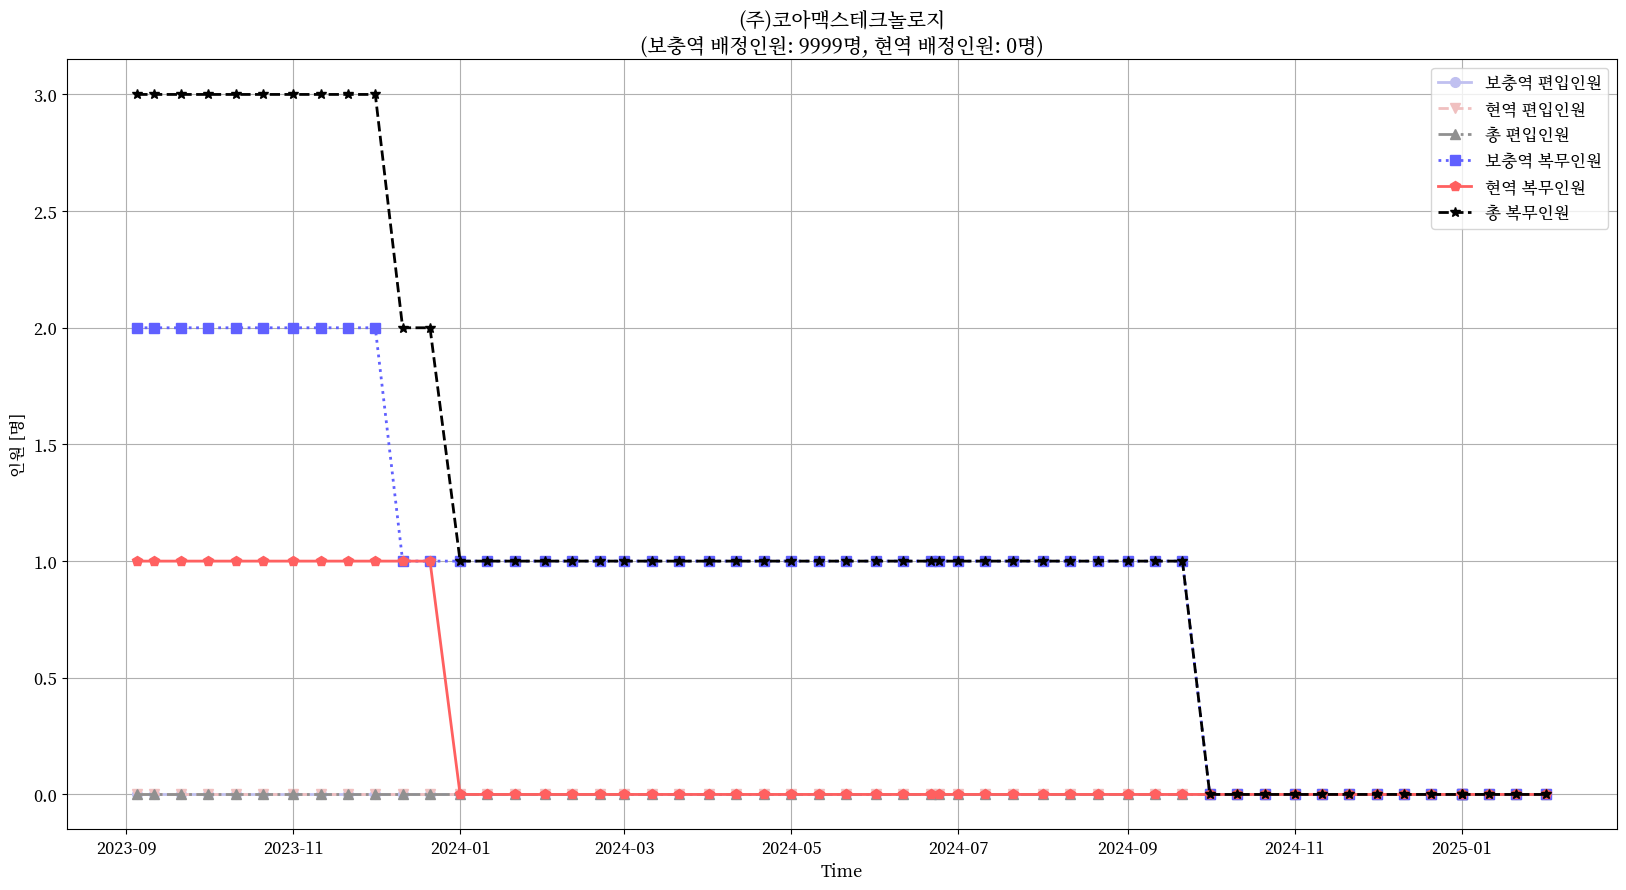 (주)코아맥스테크놀로지
(보충역 배정인원: 9999명, 현역 배정인원: 0명)
보충역 편입인원
현역 편입인원
총 편입인원
보충역 복무인원
현역 복무인원
총 복무인원
인원 [명]
3.0
2.5
2.0
1.5
1.0
0.5
0.0
2023-09
2023-11
2024-01
2024-03
2024-05
2024-07
2024-09
2024-11
2025-01
Time